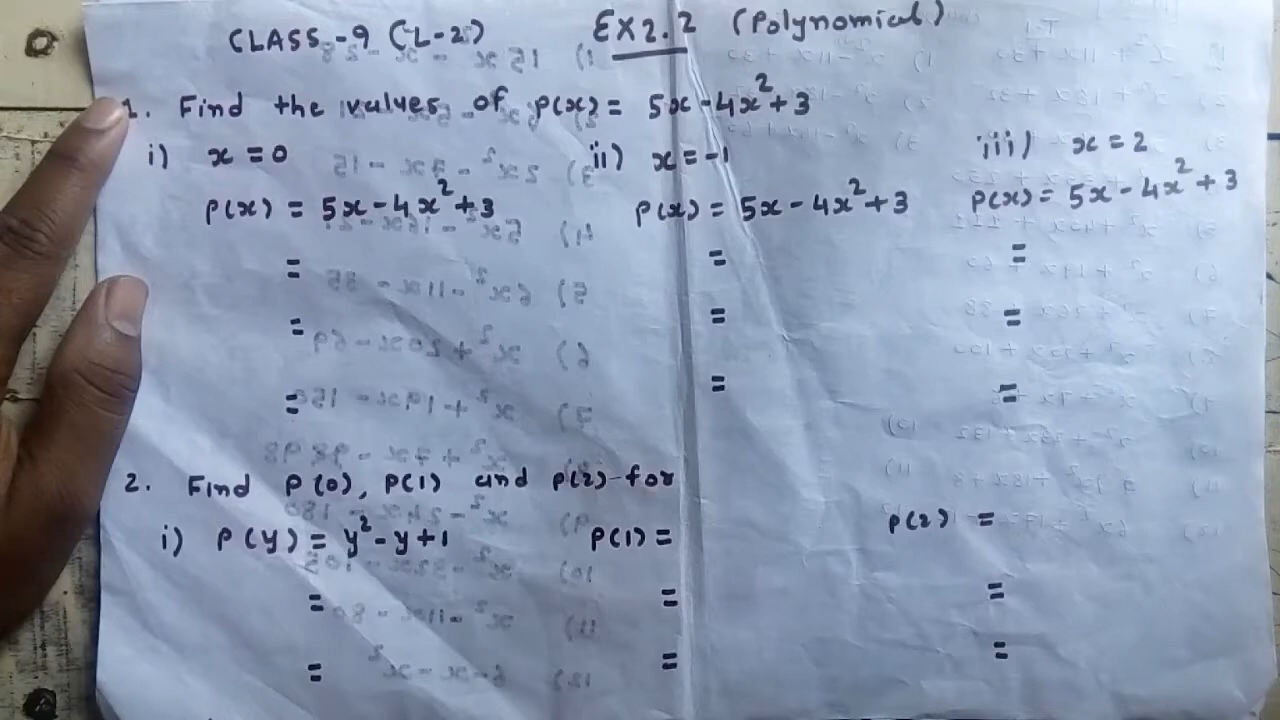 CLASS-9 (CL-2) EX2.2 (Polynomial)
1. Find the values of P(x) = 5x - 4x² + 3
i) x = 0 ii) x = -1 iii) x = 2
P(x) = 5x - 4x² + 3 P(x) = 5x - 4x² + 3 P(x) = 5x - 4x² + 3
= = =
= = =
= = =
2. Find P(0), P(1) and P(2) for
i) P(y) = y² - y + 1 P(1) = P(2) =
= = =
= = =